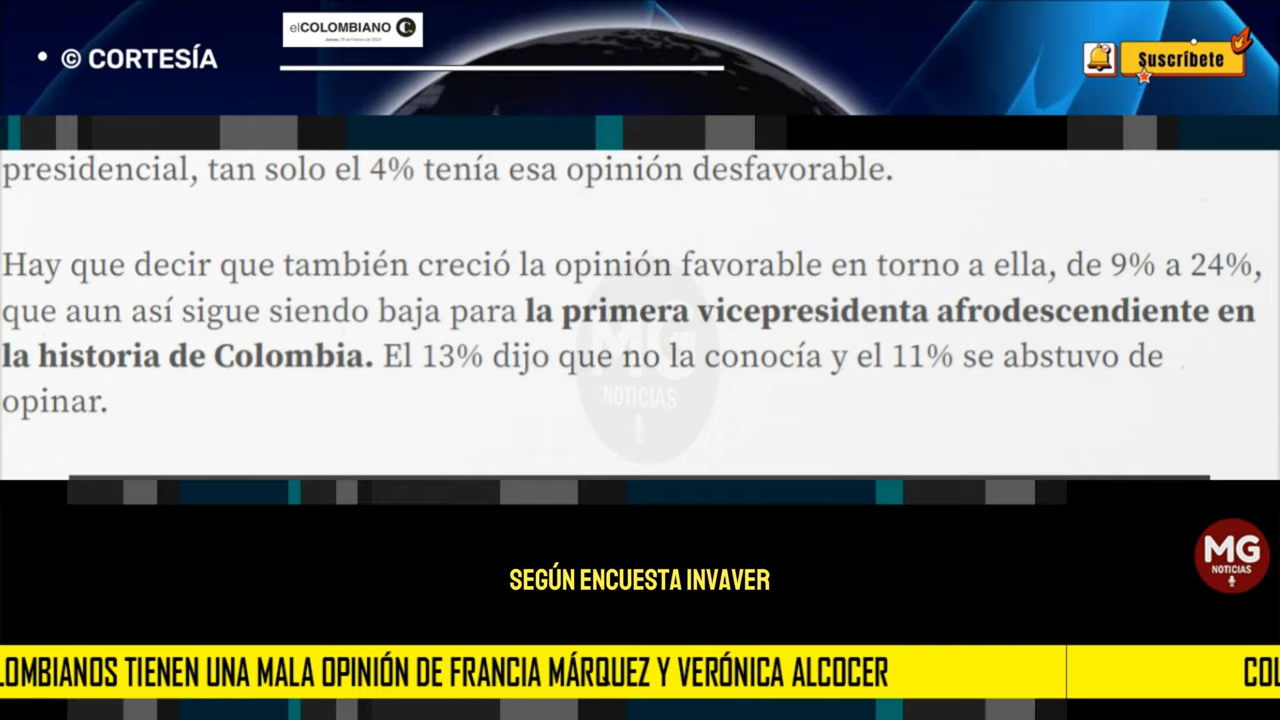 • © CORTESÍA
elCOLOMBIANO
Suscríbete
presidencial, tan solo el 4% tenía esa opinión desfavorable.
Hay que decir que también creció la opinión favorable en torno a ella, de 9% a 24%,
que aun así sigue siendo baja para la primera vicepresidenta afrodescendiente en
la historia de Colombia. El 13% dijo que no la conocía y el 11% se abstuvo de
opinar.
MG
NOTICIAS
SEGÚN ENCUESTA INVAVER
MG
NOTICIAS
LOMBIANOS TIENEN UNA MALA OPINIÓN DE FRANCIA MÁRQUEZ Y VERÓNICA ALCOCER